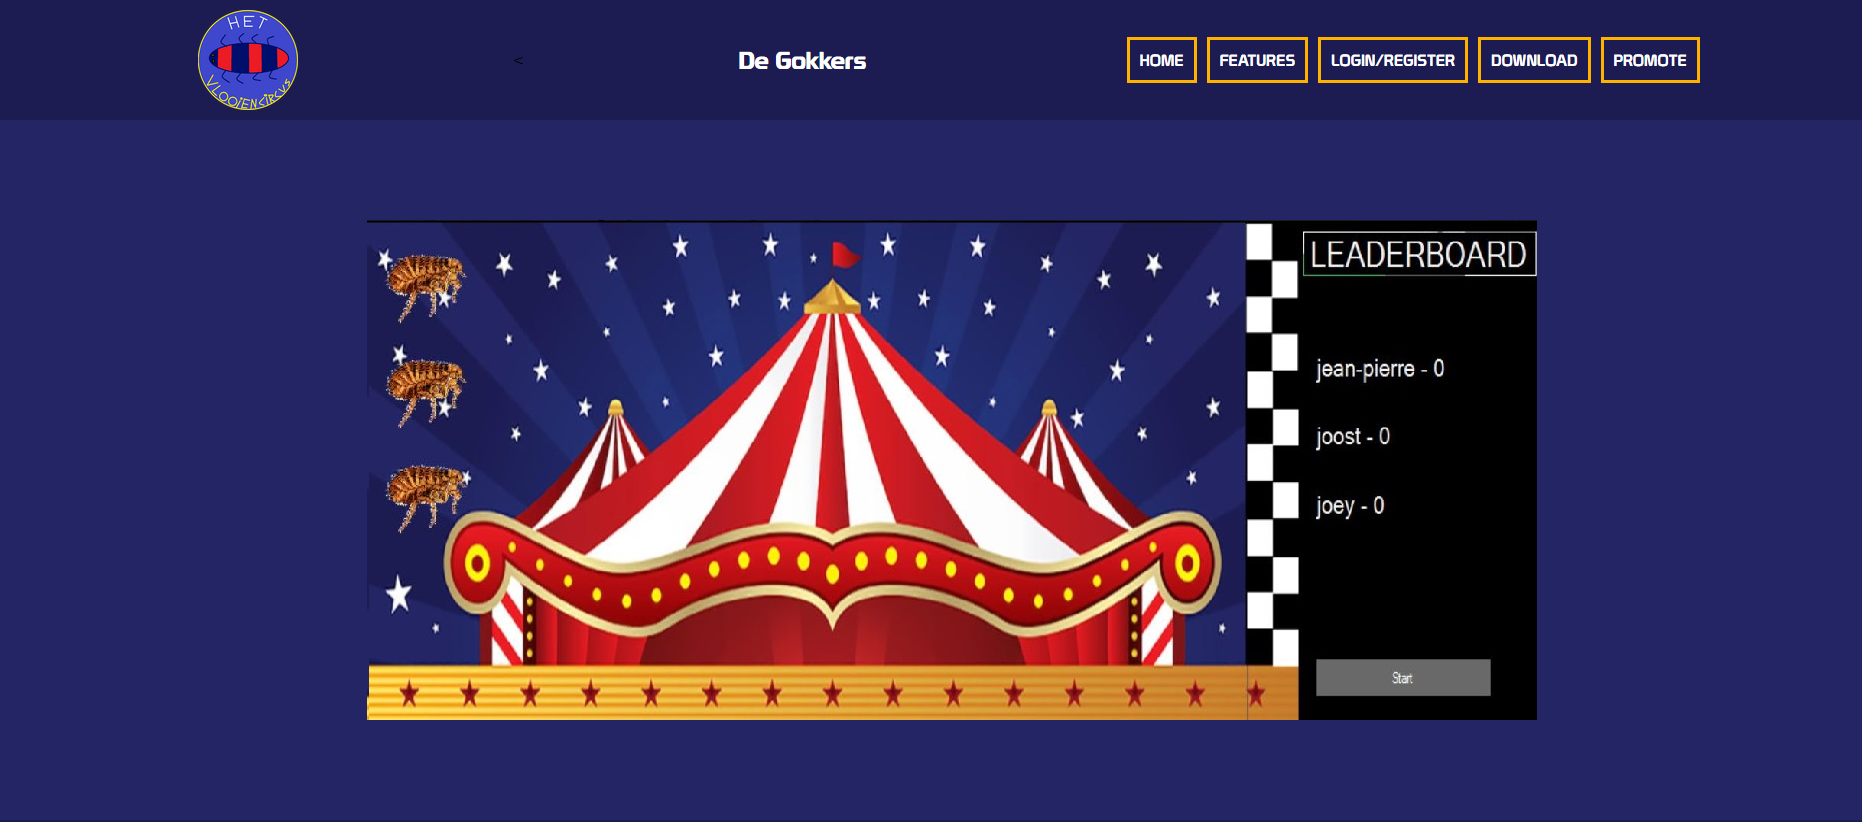 HET
VLOOIENCIRCUS
<
De Gokkers
HOME
FEATURES
LOGIN/REGISTER
DOWNLOAD
PROMOTE
LEADERBOARD
jean-pierre - 0
joost - 0
joey - 0
Start